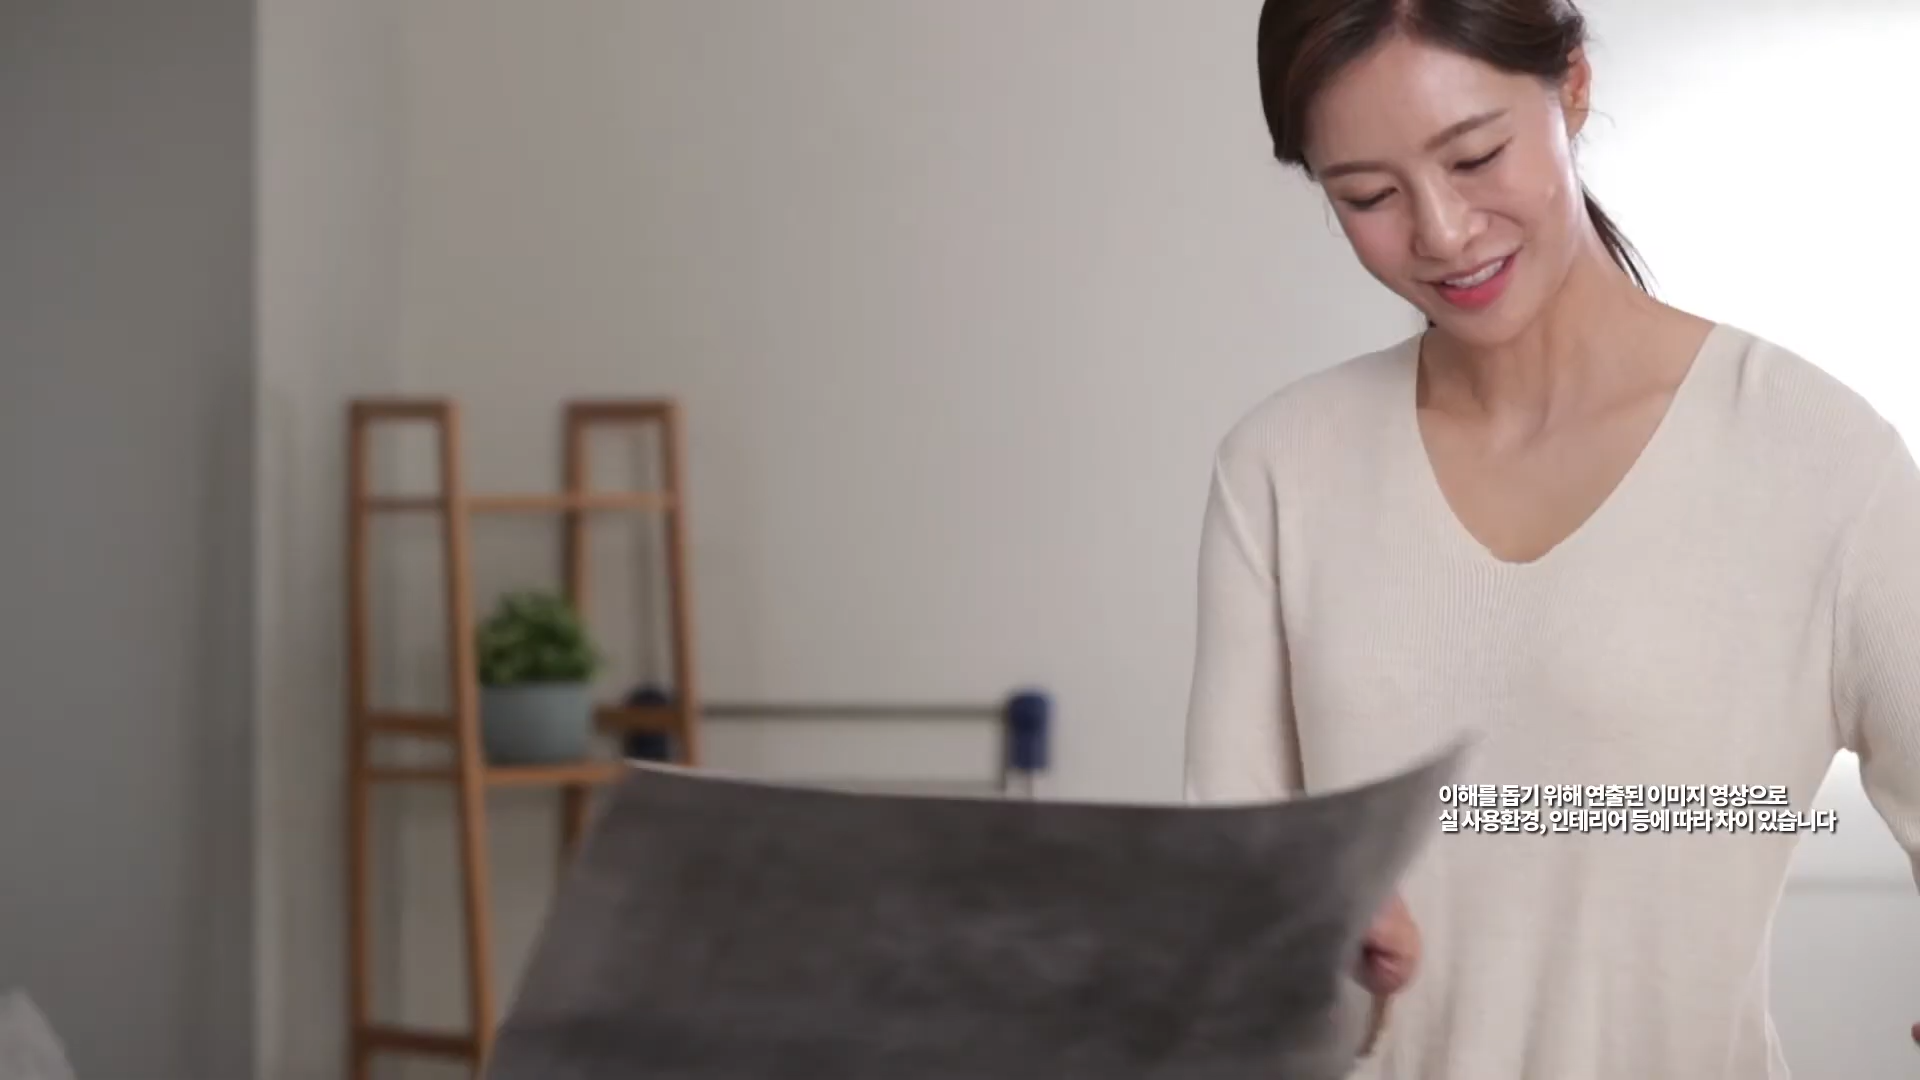 이해를 돕기 위해 연출된 이미지 영상으로
실 사용환경, 인테리어 등에 따라 차이 있습니다